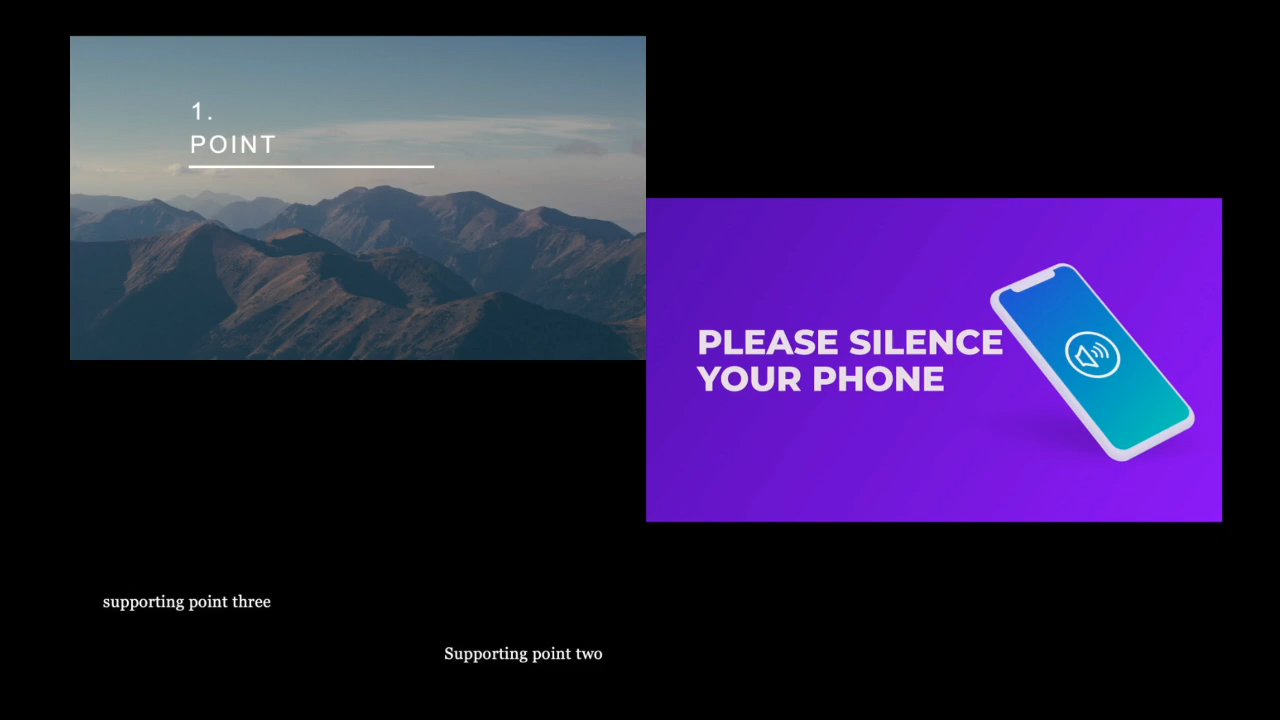 1.
POINT
PLEASE SILENCE
YOUR PHONE
supporting point three
Supporting point two